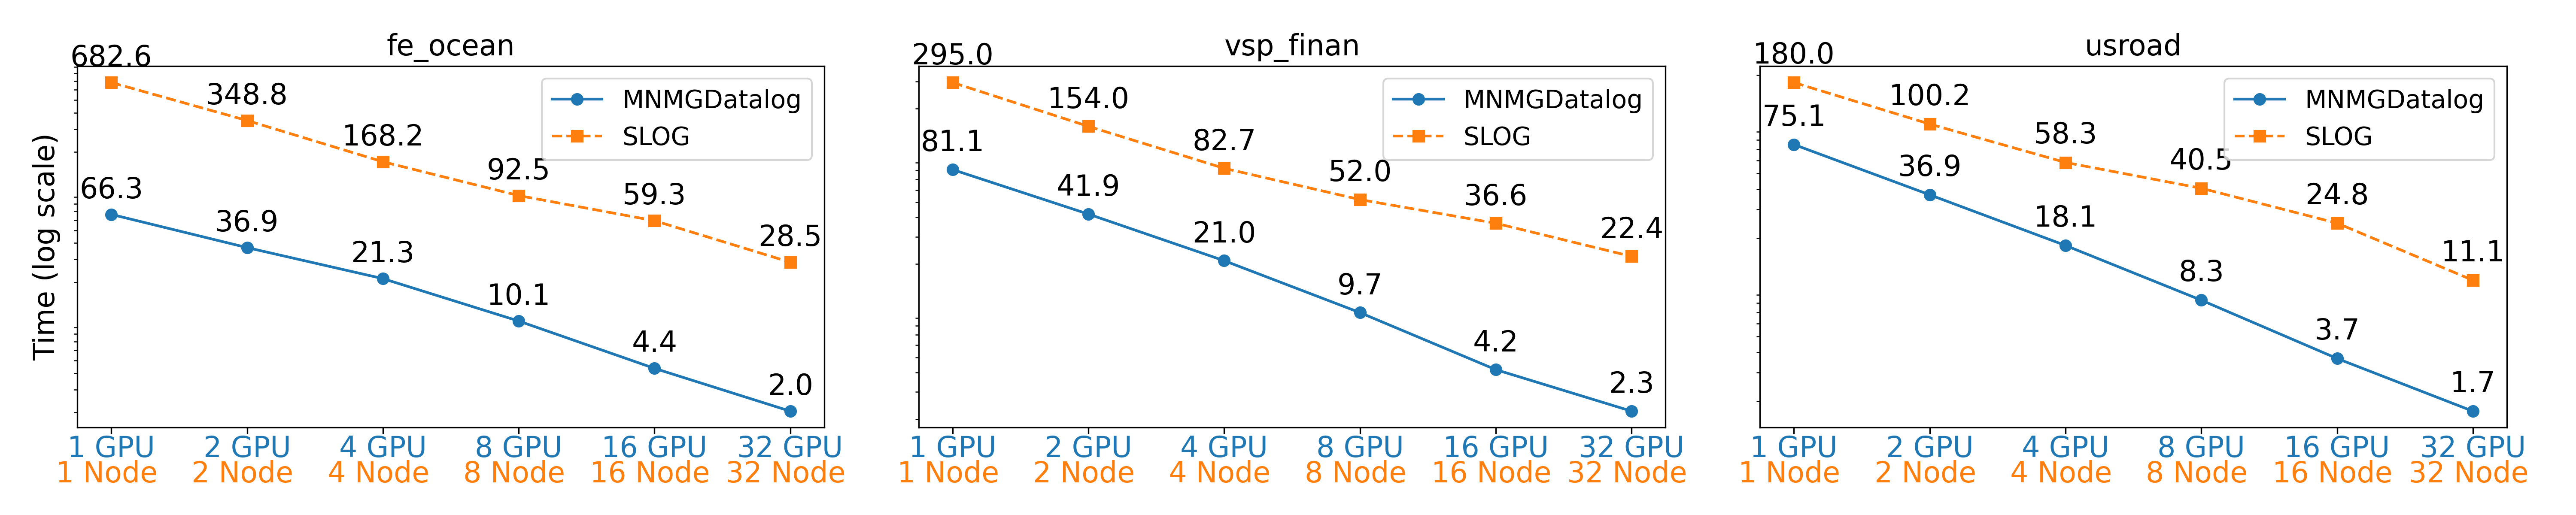 fe_ocean
Time (log scale)
682.6
348.8
168.2
92.5
59.3
28.5
66.3
36.9
21.3
10.1
4.4
2.0
MNMGDatalog
SLOG
1 GPU 2 GPU 4 GPU 8 GPU 16 GPU 32 GPU
1 Node 2 Node 4 Node 8 Node 16 Node 32 Node
vsp_finan
295.0
154.0
82.7
52.0
36.6
22.4
81.1
41.9
21.0
9.7
4.2
2.3
MNMGDatalog
SLOG
1 GPU 2 GPU 4 GPU 8 GPU 16 GPU 32 GPU
1 Node 2 Node 4 Node 8 Node 16 Node 32 Node
usroad
180.0
100.2
58.3
40.5
24.8
11.1
75.1
36.9
18.1
8.3
3.7
1.7
MNMGDatalog
SLOG
1 GPU 2 GPU 4 GPU 8 GPU 16 GPU 32 GPU
1 Node 2 Node 4 Node 8 Node 16 Node 32 Node